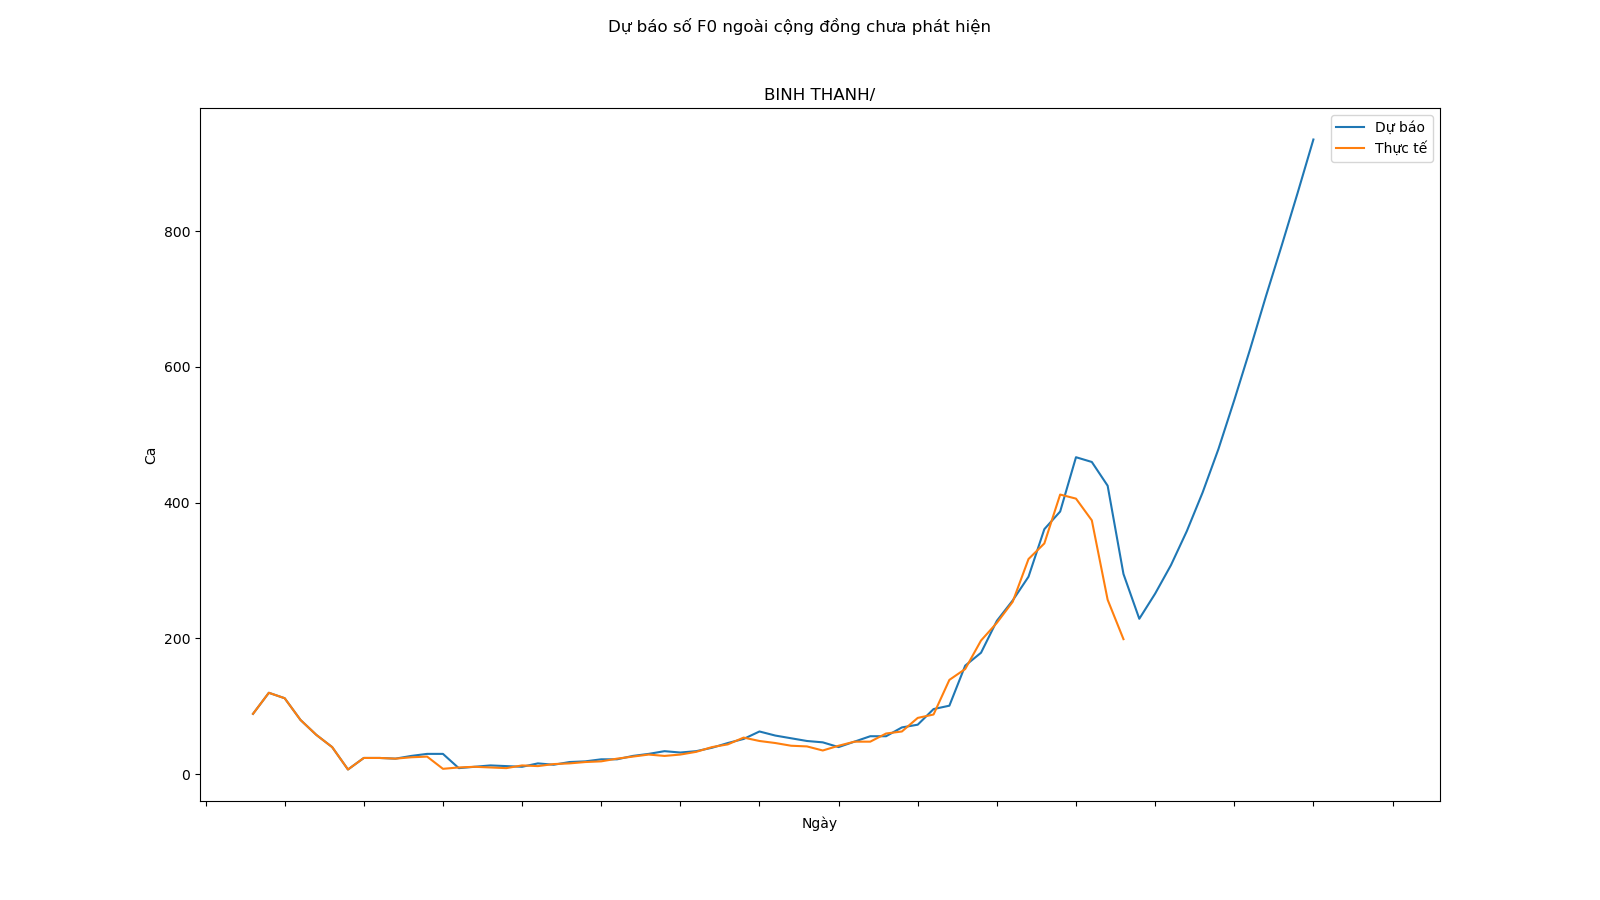 Dự báo số F0 ngoài cộng đồng chưa phát hiện
BINH THANH/
Dự báo
Thực tế
800
600
400
200
0
Ca
Ngày